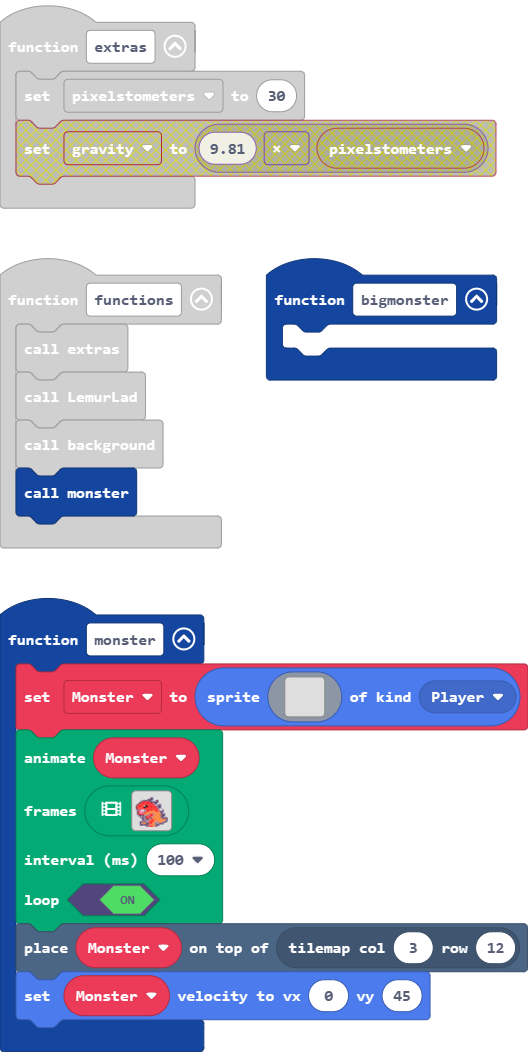 function extras
set pixelstometers to 30
set gravity to 9.81 × pixelstometers
function functions
call extras
call LemurLad
call background
call monster
function bigmonster
function monster
set Monster to sprite of kind Player
animate Monster
frames
interval (ms) 100
loop ON
place Monster on top of tilemap col 3 row 12
set Monster velocity to vx 0 vy 45